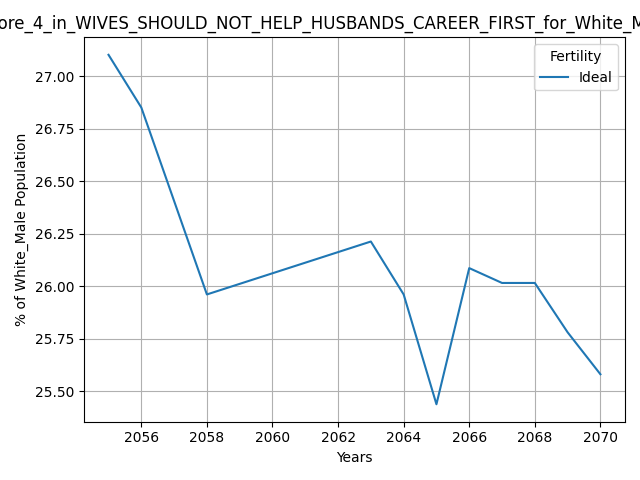 ore_4_in_WIVES_SHOULD_NOT_HELP_HUSBANDS_CAREER_FIRST_for_White_M
Fertility
Ideal
27.00
26.75
26.50
26.25
26.00
25.75
25.50
% of White_Male Population
2056 2058 2060 2062 2064 2066 2068 2070
Years